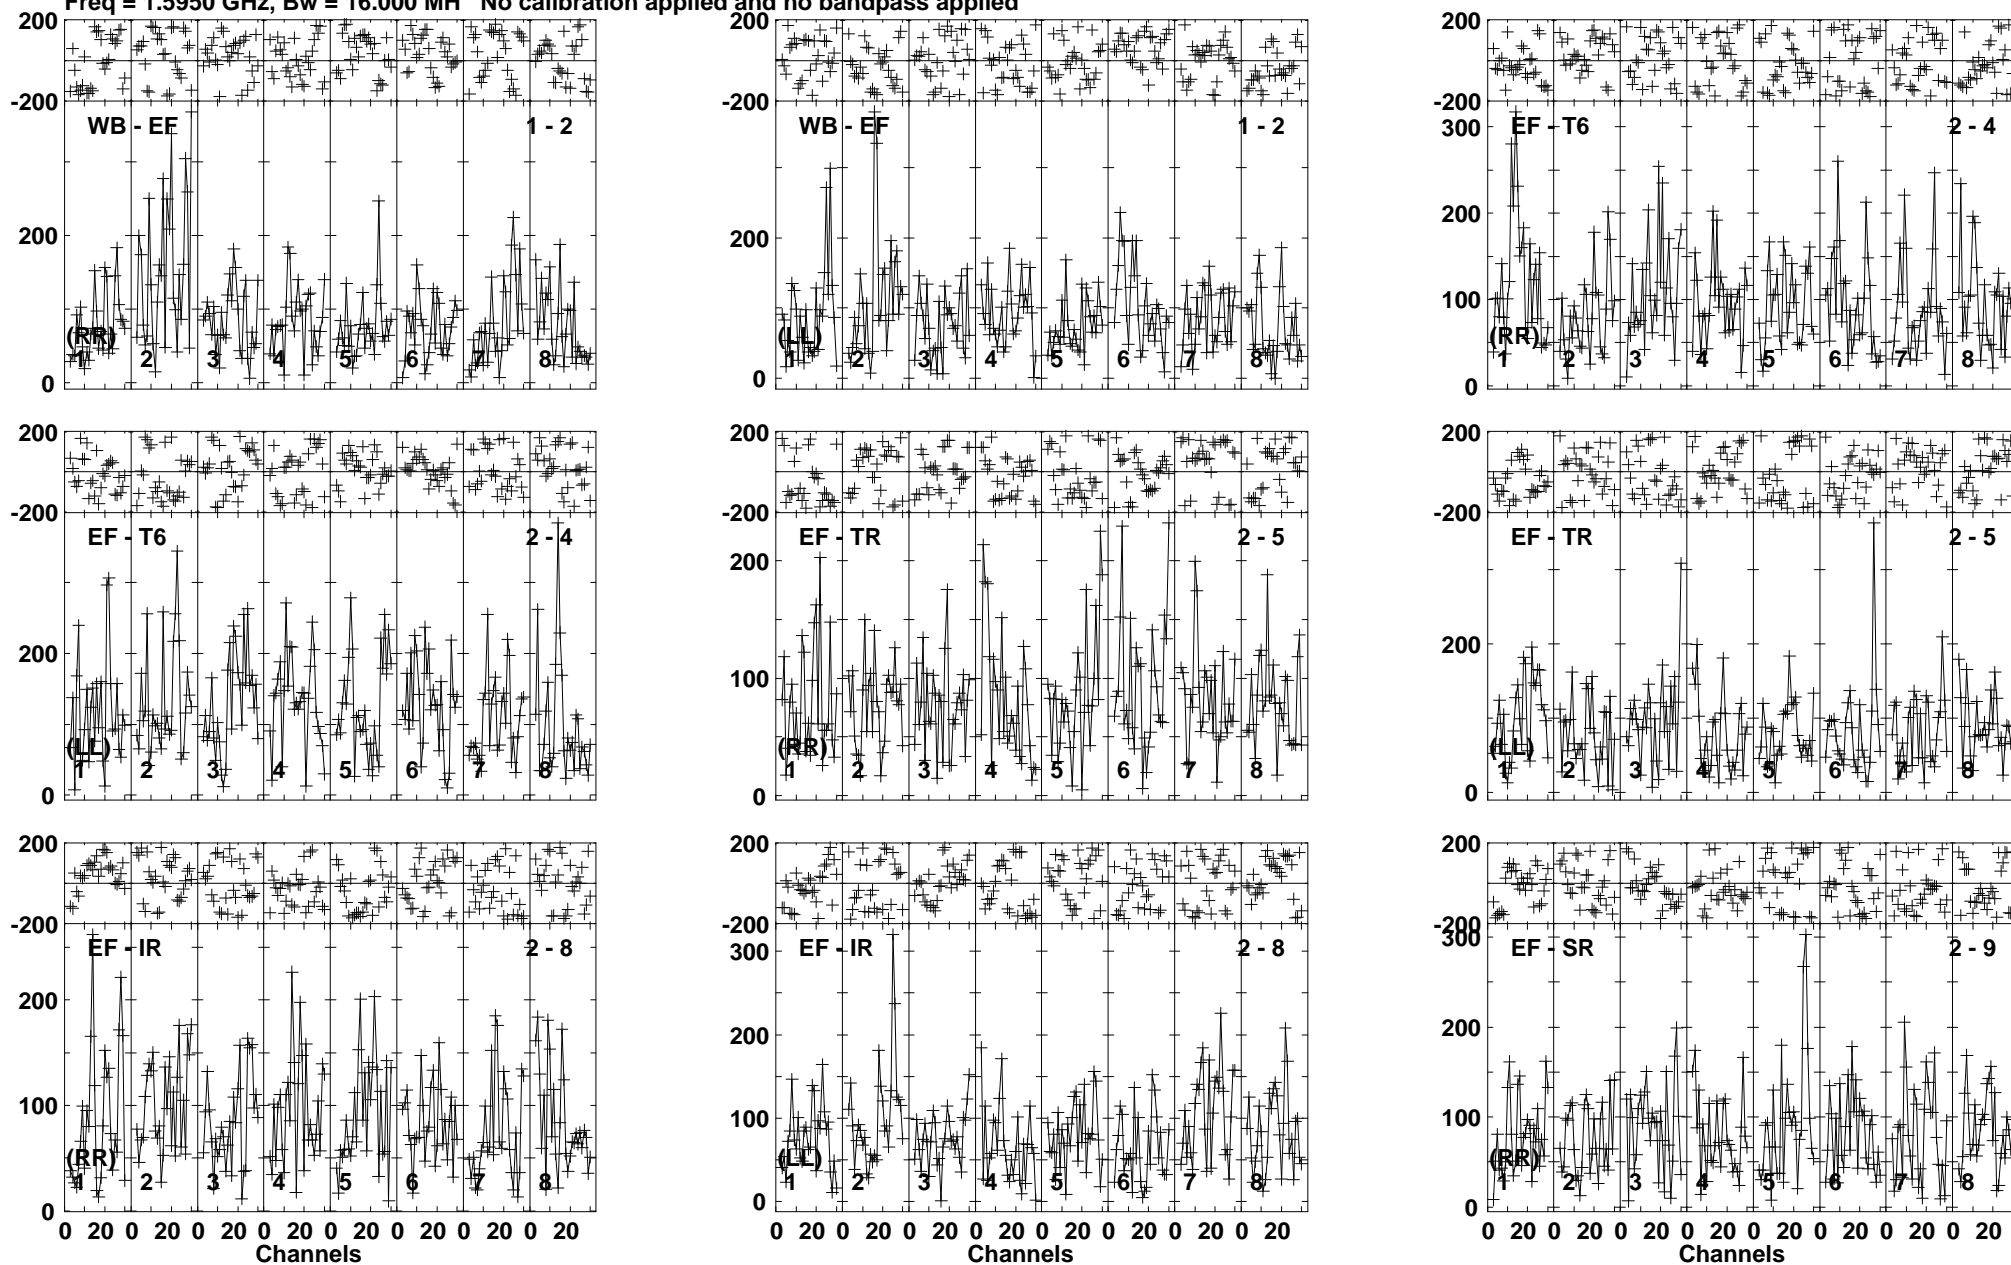 Freq = 1.5950 GHz, Bw = 16.000 MH No calibration applied and no bandpass applied
200 200 200
-200 -200 -200
WB - EF 1 - 2 WB - EF 1 - 2 EF - T6 2 - 4
300
200 200 200
100
(RR) (LL) (RR)
1 2 3 4 5 6 7 8 1 2 3 4 5 6 7 8 1 2 3 4 5 6 7 8
0 0 0
200 200 200
-200 -200 -200
EF - T6 2 - 4 EF - TR 2 - 5 EF - TR 2 - 5
200 200 200
100
(LL) (RR) (LL)
1 2 3 4 5 6 7 8 1 2 3 4 5 6 7 8 1 2 3 4 5 6 7 8
0 0 0
200 200 200
-200 -200 -200
EF - IR 2 - 8 EF - IR 2 - 8 EF - SR 2 - 9
300 300
200 200 200
100 100 100
(RR) (LL) (RR)
1 2 3 4 5 6 7 8 1 2 3 4 5 6 7 8 1 2 3 4 5 6 7 8
0 0 0
0 20 0 20 0 20 0 20 0 20 0 20 0 20 0 20 0 20 0 20 0 20 0 20 0 20 0 20 0 20 0 20 0 20 0 20 0 20 0 20 0 20 0 20 0 20 0 20
Channels Channels Channels